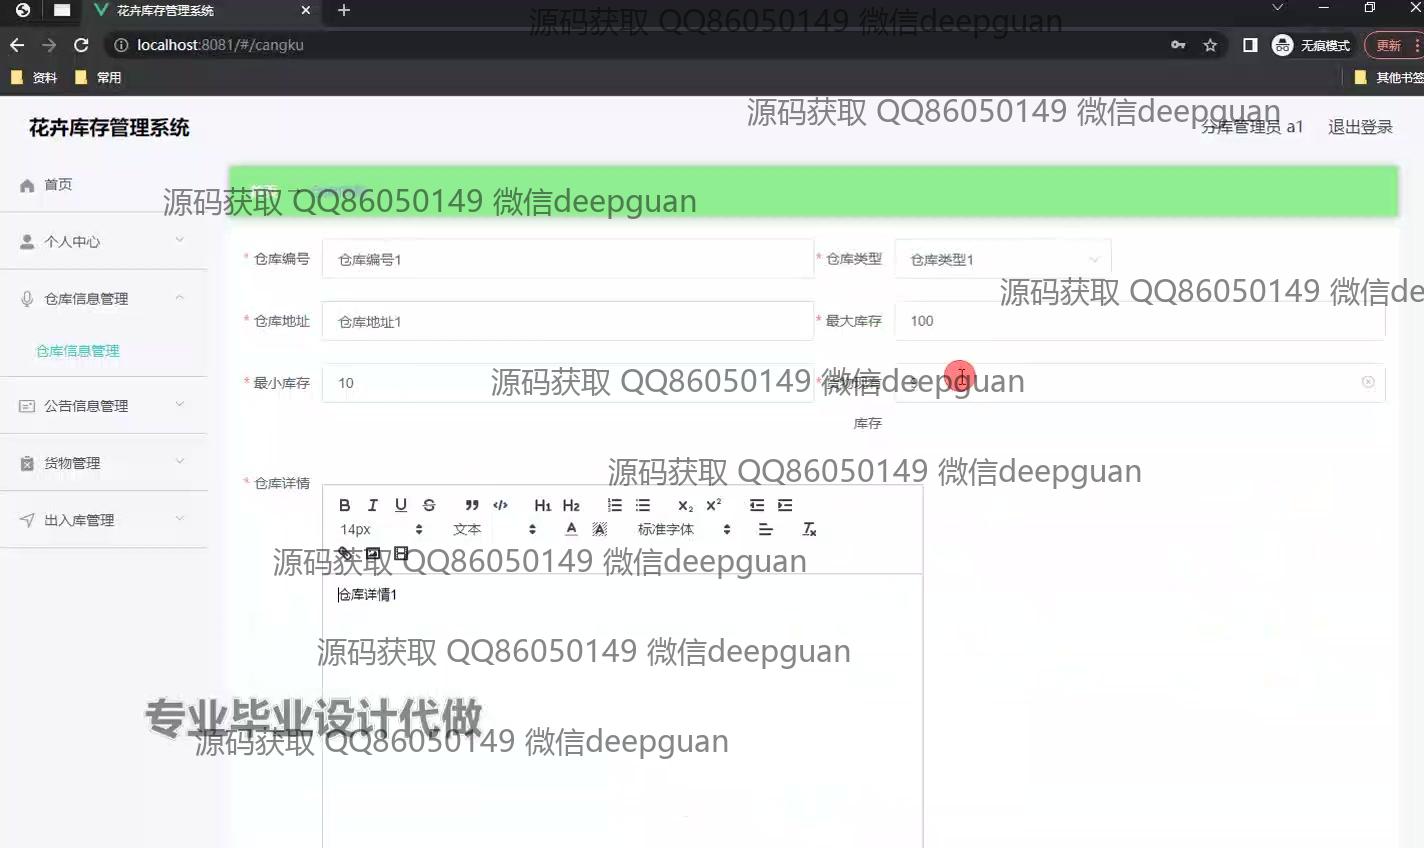 花卉库存管理系统
源码获取 QQ86050149 微信deepguan
localhost:8081/#/cangku
无痕模式
更新
资料
常用
其他书签
源码获取 QQ86050149 微信deepguan
花卉库存管理系统
分库管理员 a1
退出登录
首页
源码获取 QQ86050149 微信deepguan
个人中心
* 仓库编号
仓库编号1
* 仓库类型
仓库类型1
仓库信息管理
源码获取 QQ86050149 微信de
* 仓库地址
仓库地址1
* 最大库存
100
仓库信息管理
* 最小库存
10
源码获取 QQ86050149 微信deepguan
库存
公告信息管理
货物管理
源码获取 QQ86050149 微信deepguan
* 仓库详情
B I U S H1 H2 X2 X2
14px 文本 A A 标准字体 Tx
出入库管理
源码获取 QQ86050149 微信deepguan
仓库详情1
源码获取 QQ86050149 微信deepguan
专业毕业设计代做
源码获取 QQ86050149 微信deepguan